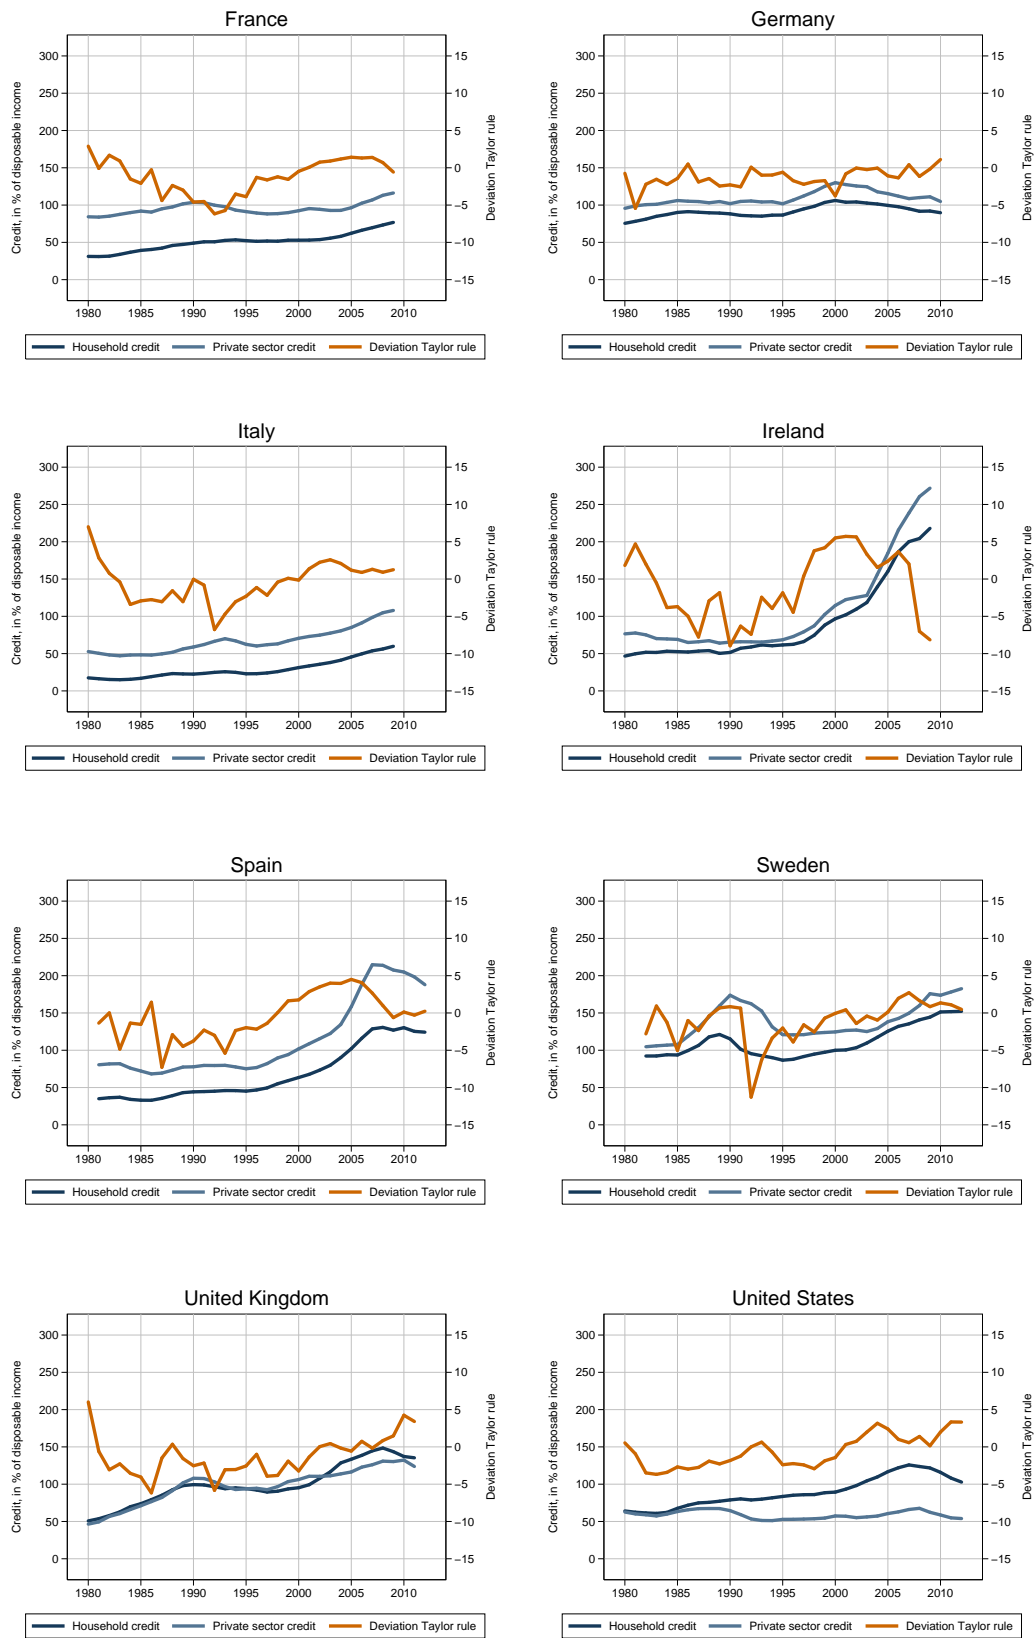 France
Credit, in % of disposable income
Deviation Taylor rule
300
250
200
150
100
50
0
15
10
5
0
−5
−10
−15
1980 1985 1990 1995 2000 2005 2010
Household credit Private sector credit Deviation Taylor rule
Germany
Credit, in % of disposable income
Deviation Taylor rule
300
250
200
150
100
50
0
15
10
5
0
−5
−10
−15
1980 1985 1990 1995 2000 2005 2010
Household credit Private sector credit Deviation Taylor rule
Italy
Credit, in % of disposable income
Deviation Taylor rule
300
250
200
150
100
50
0
15
10
5
0
−5
−10
−15
1980 1985 1990 1995 2000 2005 2010
Household credit Private sector credit Deviation Taylor rule
Ireland
Credit, in % of disposable income
Deviation Taylor rule
300
250
200
150
100
50
0
15
10
5
0
−5
−10
−15
1980 1985 1990 1995 2000 2005 2010
Household credit Private sector credit Deviation Taylor rule
Spain
Credit, in % of disposable income
Deviation Taylor rule
300
250
200
150
100
50
0
15
10
5
0
−5
−10
−15
1980 1985 1990 1995 2000 2005 2010
Household credit Private sector credit Deviation Taylor rule
Sweden
Credit, in % of disposable income
Deviation Taylor rule
300
250
200
150
100
50
0
15
10
5
0
−5
−10
−15
1980 1985 1990 1995 2000 2005 2010
Household credit Private sector credit Deviation Taylor rule
United Kingdom
Credit, in % of disposable income
Deviation Taylor rule
300
250
200
150
100
50
0
15
10
5
0
−5
−10
−15
1980 1985 1990 1995 2000 2005 2010
Household credit Private sector credit Deviation Taylor rule
United States
Credit, in % of disposable income
Deviation Taylor rule
300
250
200
150
100
50
0
15
10
5
0
−5
−10
−15
1980 1985 1990 1995 2000 2005 2010
Household credit Private sector credit Deviation Taylor rule